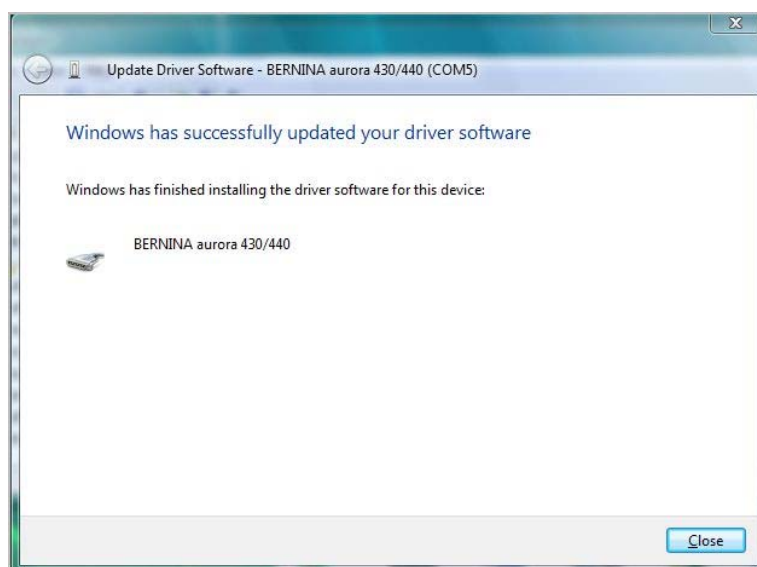 Update Driver Software - BERNINA aurora 430/440 (COM5)
Windows has successfully updated your driver software
Windows has finished installing the driver software for this device:
BERNINA aurora 430/440
Close